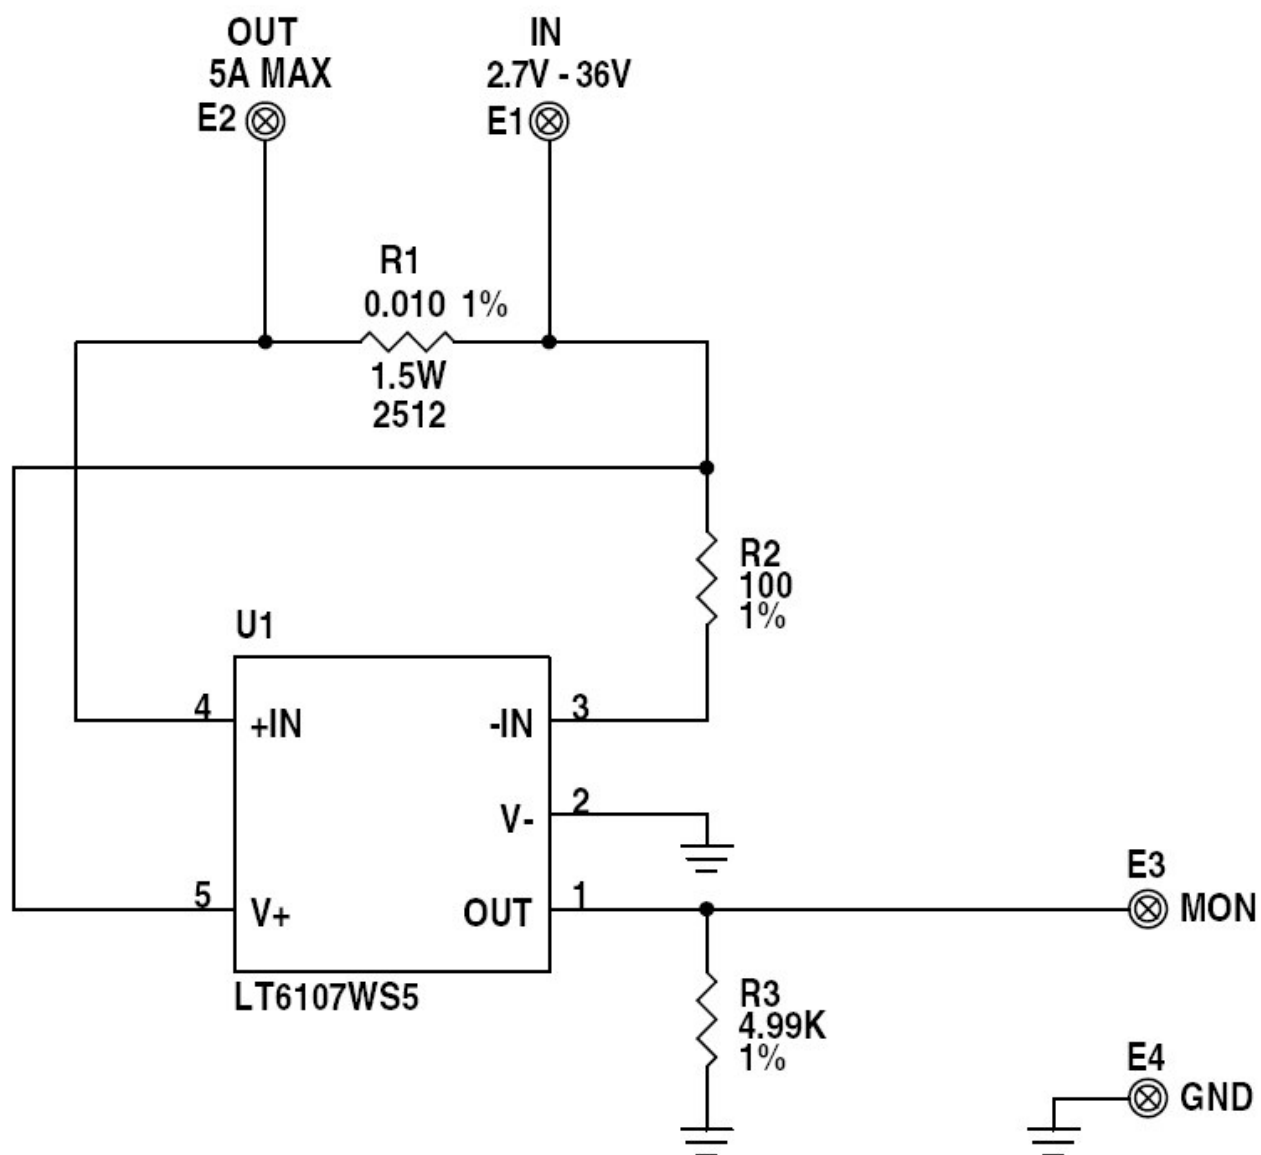 OUT
5A MAX
E2
IN
2.7V - 36V
E1
R1
0.010 1%
1.5W
2512
R2
100
1%
U1
4
+IN
-IN
3
V-
2
5
V+
OUT
1
LT6107WS5
E3
MON
R3
4.99K
1%
E4
GND